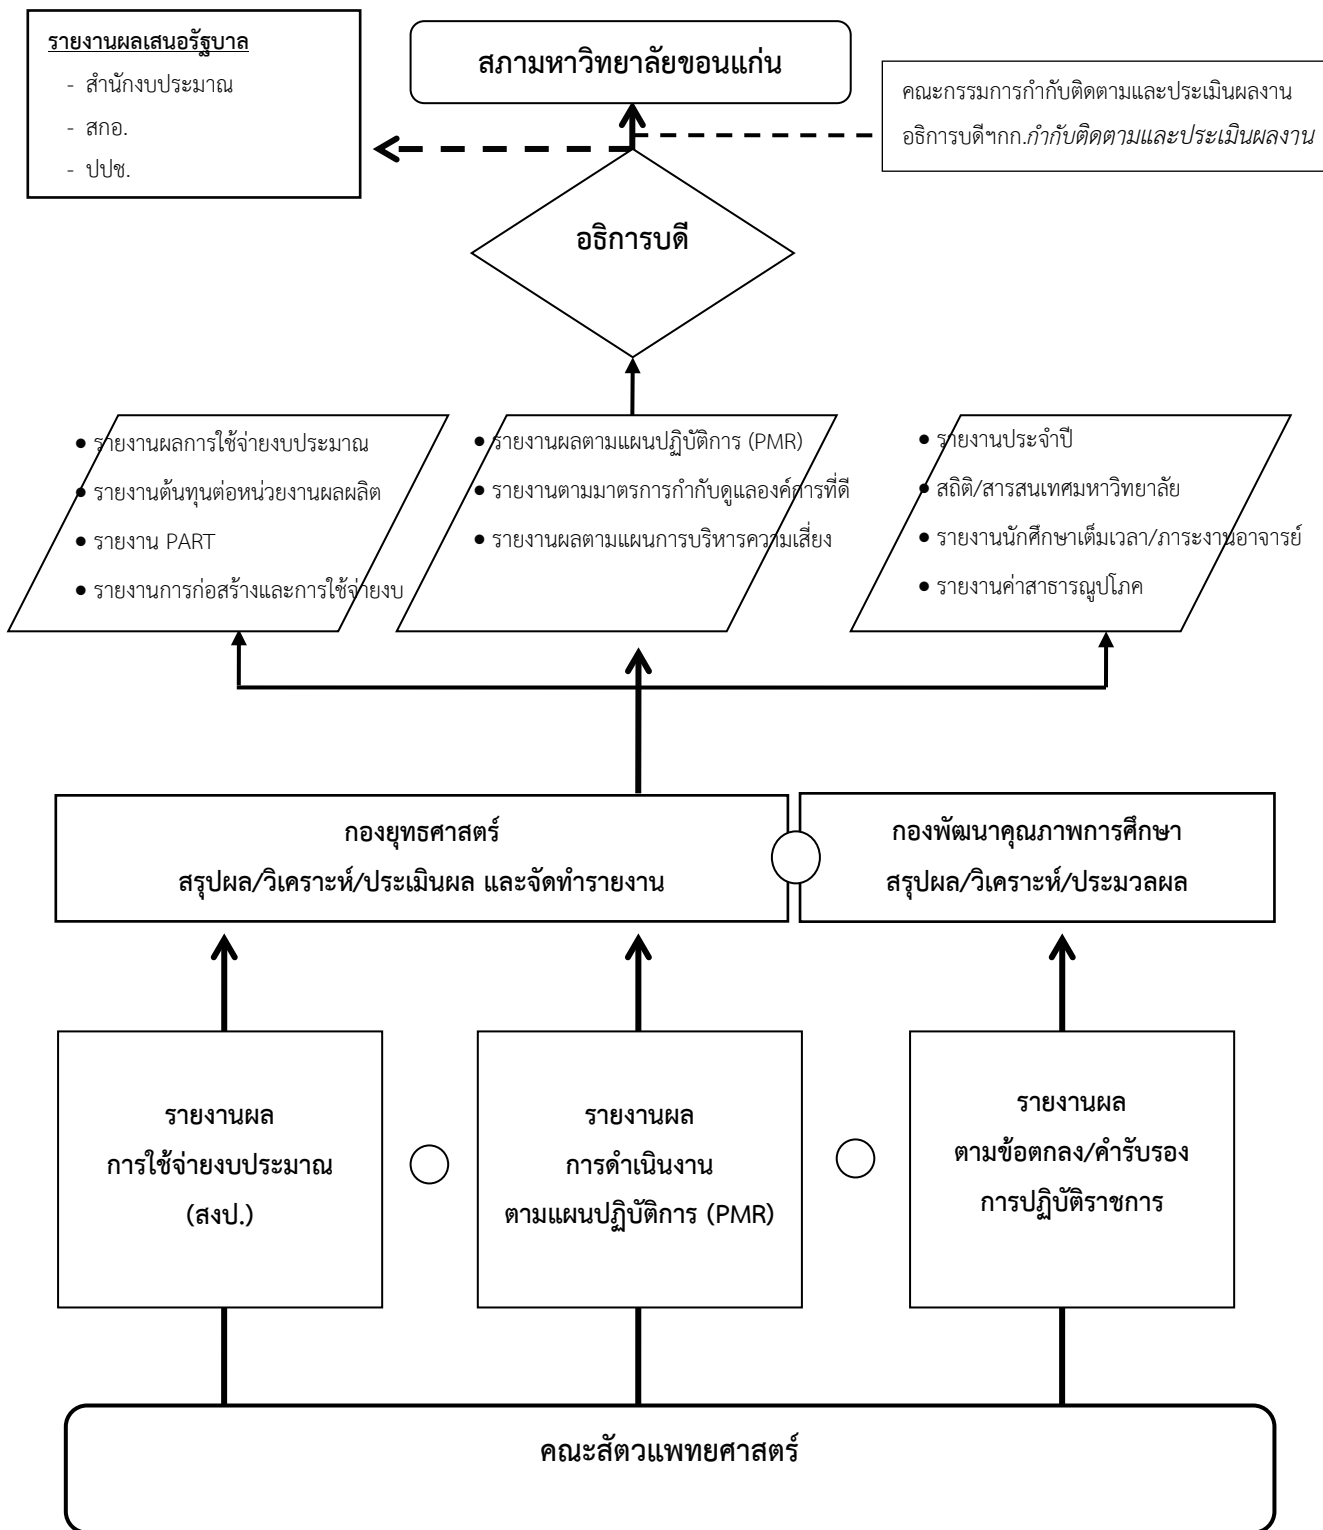 รายงานผลเสนอรัฐบาล
- สำนักงบประมาณ
- สกอ.
- ปปช.
สภามหาวิทยาลัยขอนแก่น
คณะกรรมการกำกับติดตามและประเมินผลงาน
อธิการบดีฯกก.กำกับติดตามและประเมินผลงาน
อธิการบดี
● รายงานผลการใช้จ่ายงบประมาณ
● รายงานต้นทุนต่อหน่วยงานผลผลิต
● รายงาน PART
● รายงานการก่อสร้างและการใช้จ่ายงบ
● รายงานผลตามแผนปฏิบัติการ (PMR)
● รายงานตามมาตรการกำกับดูแลองค์การที่ดี
● รายงานผลตามแผนการบริหารความเสี่ยง
● รายงานประจำปี
● สถิติ/สารสนเทศมหาวิทยาลัย
● รายงานนักศึกษาเต็มเวลา/ภาระงานอาจารย์
● รายงานค่าสาธารณูปโภค
กองยุทธศาสตร์
สรุปผล/วิเคราะห์/ประเมินผล และจัดทำรายงาน
กองพัฒนาคุณภาพการศึกษา
สรุปผล/วิเคราะห์/ประมวลผล
รายงานผล
การใช้จ่ายงบประมาณ
(สงป.)
รายงานผล
การดำเนินงาน
ตามแผนปฏิบัติการ (PMR)
รายงานผล
ตามข้อตกลง/คำรับรอง
การปฏิบัติราชการ
คณะสัตวแพทยศาสตร์